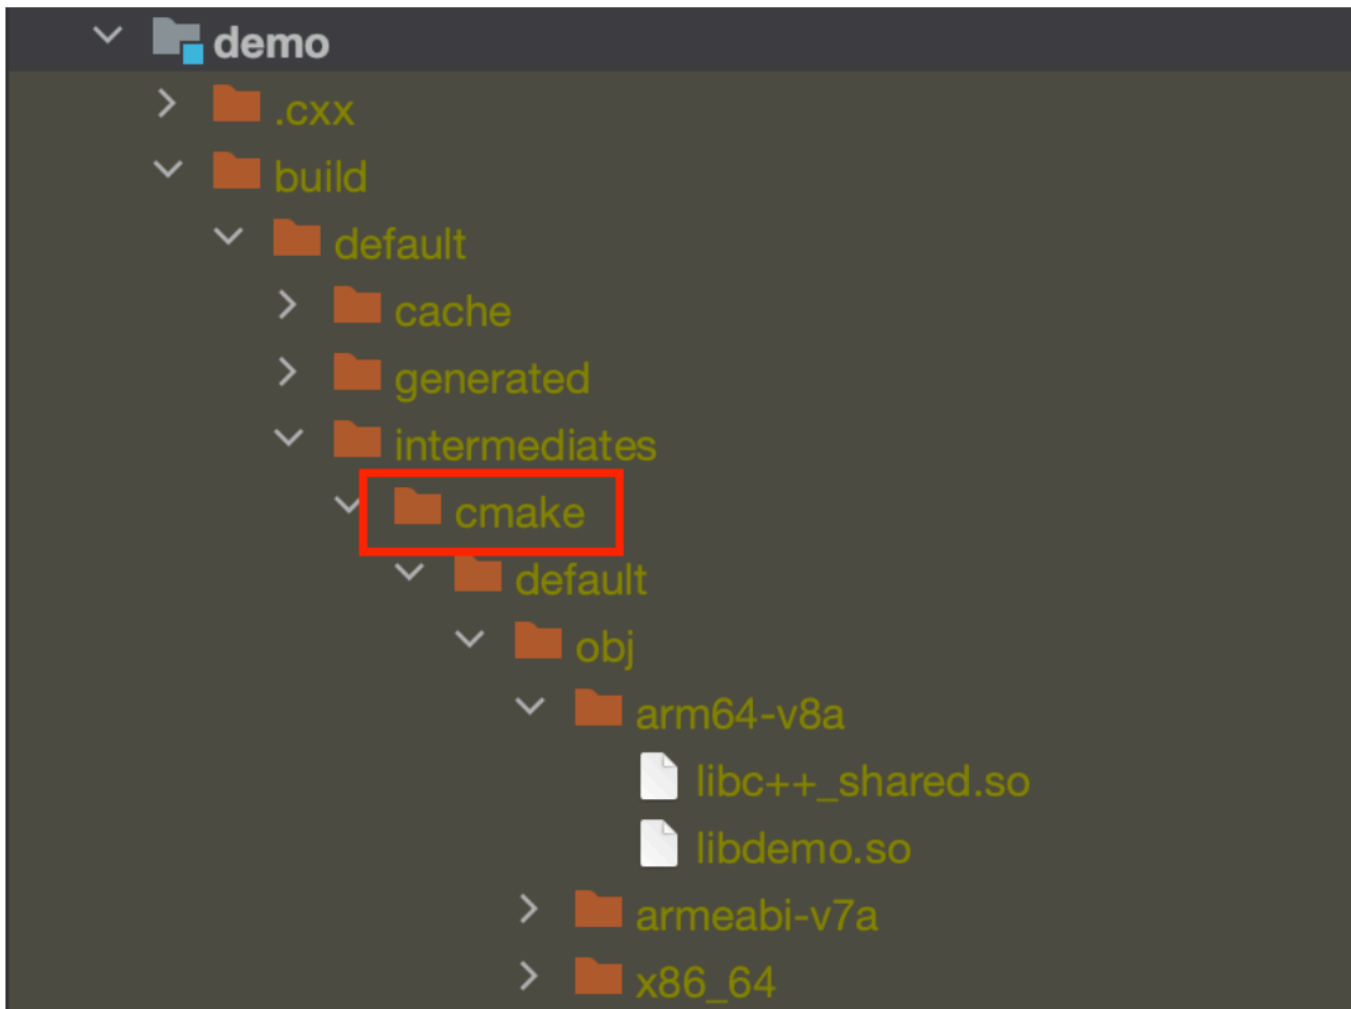 demo
.cxx
build
default
cache
generated
intermediates
cmake
default
obj
arm64-v8a
libc++_shared.so
libdemo.so
armeabi-v7a
x86_64